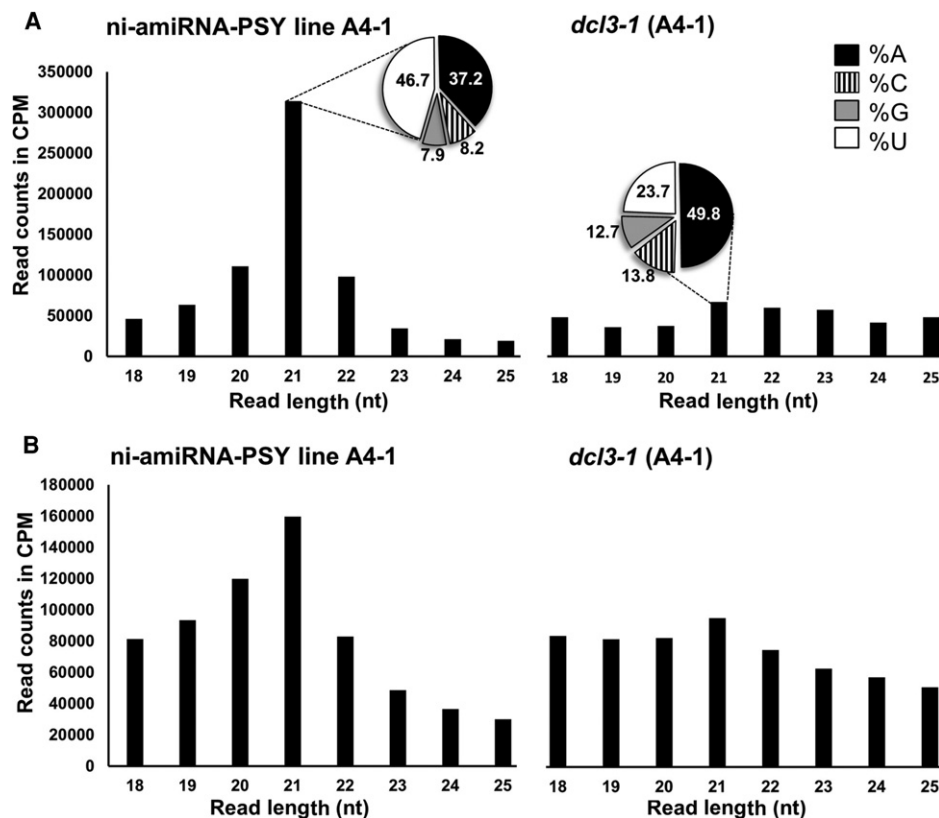 A
ni-amiRNA-PSY line A4-1
dcl3-1 (A4-1)
%A
%C
%G
%U
46.7
37.2
7.9
8.2
23.7
49.8
12.7
13.8
Read counts in CPM
350000
300000
250000
200000
150000
100000
50000
0
18 19 20 21 22 23 24 25
Read length (nt)
18 19 20 21 22 23 24 25
Read length (nt)
B
ni-amiRNA-PSY line A4-1
dcl3-1 (A4-1)
Read counts in CPM
180000
160000
140000
120000
100000
80000
60000
40000
20000
0
18 19 20 21 22 23 24 25
Read length (nt)
18 19 20 21 22 23 24 25
Read length (nt)